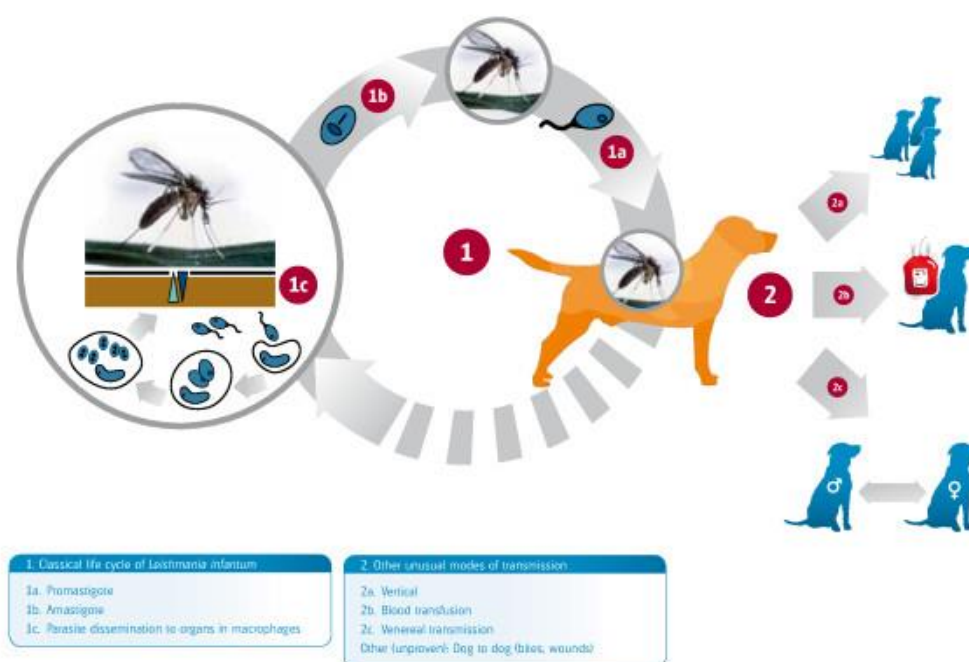 1b
1a
1
1c
2
2a
2b
2c
♂
♀
1. Classical life cycle of Leishmania infantum
1a. Promastigote
1b. Amastigote
1c. Parasite dissemination to organs in macrophages
2. Other unusual modes of transmission
2a. Vertical
2b. Blood transfusion
2c. Venereal transmission
Other (unproven): Dog to dog (bites, wounds)